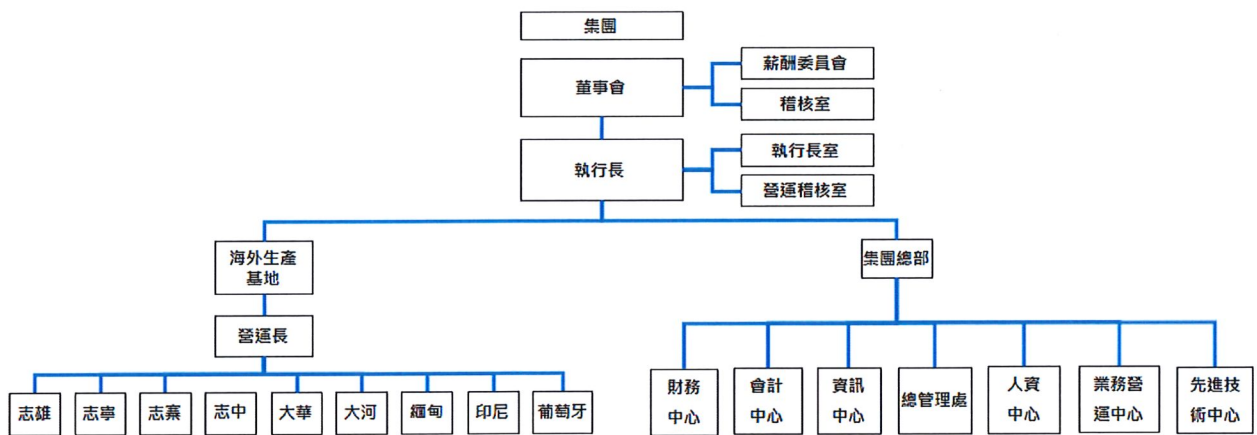 集團
董事會
薪酬委員會
稽核室
執行長
執行長室
營運稽核室
海外生產
基地
集團總部
營運長
志雄
志寧
志寨
志中
大華
大河
緬甸
印尼
葡萄牙
財務
中心
會計
中心
資訊
中心
總管理處
人資
中心
業務營
運中心
先進技
術中心